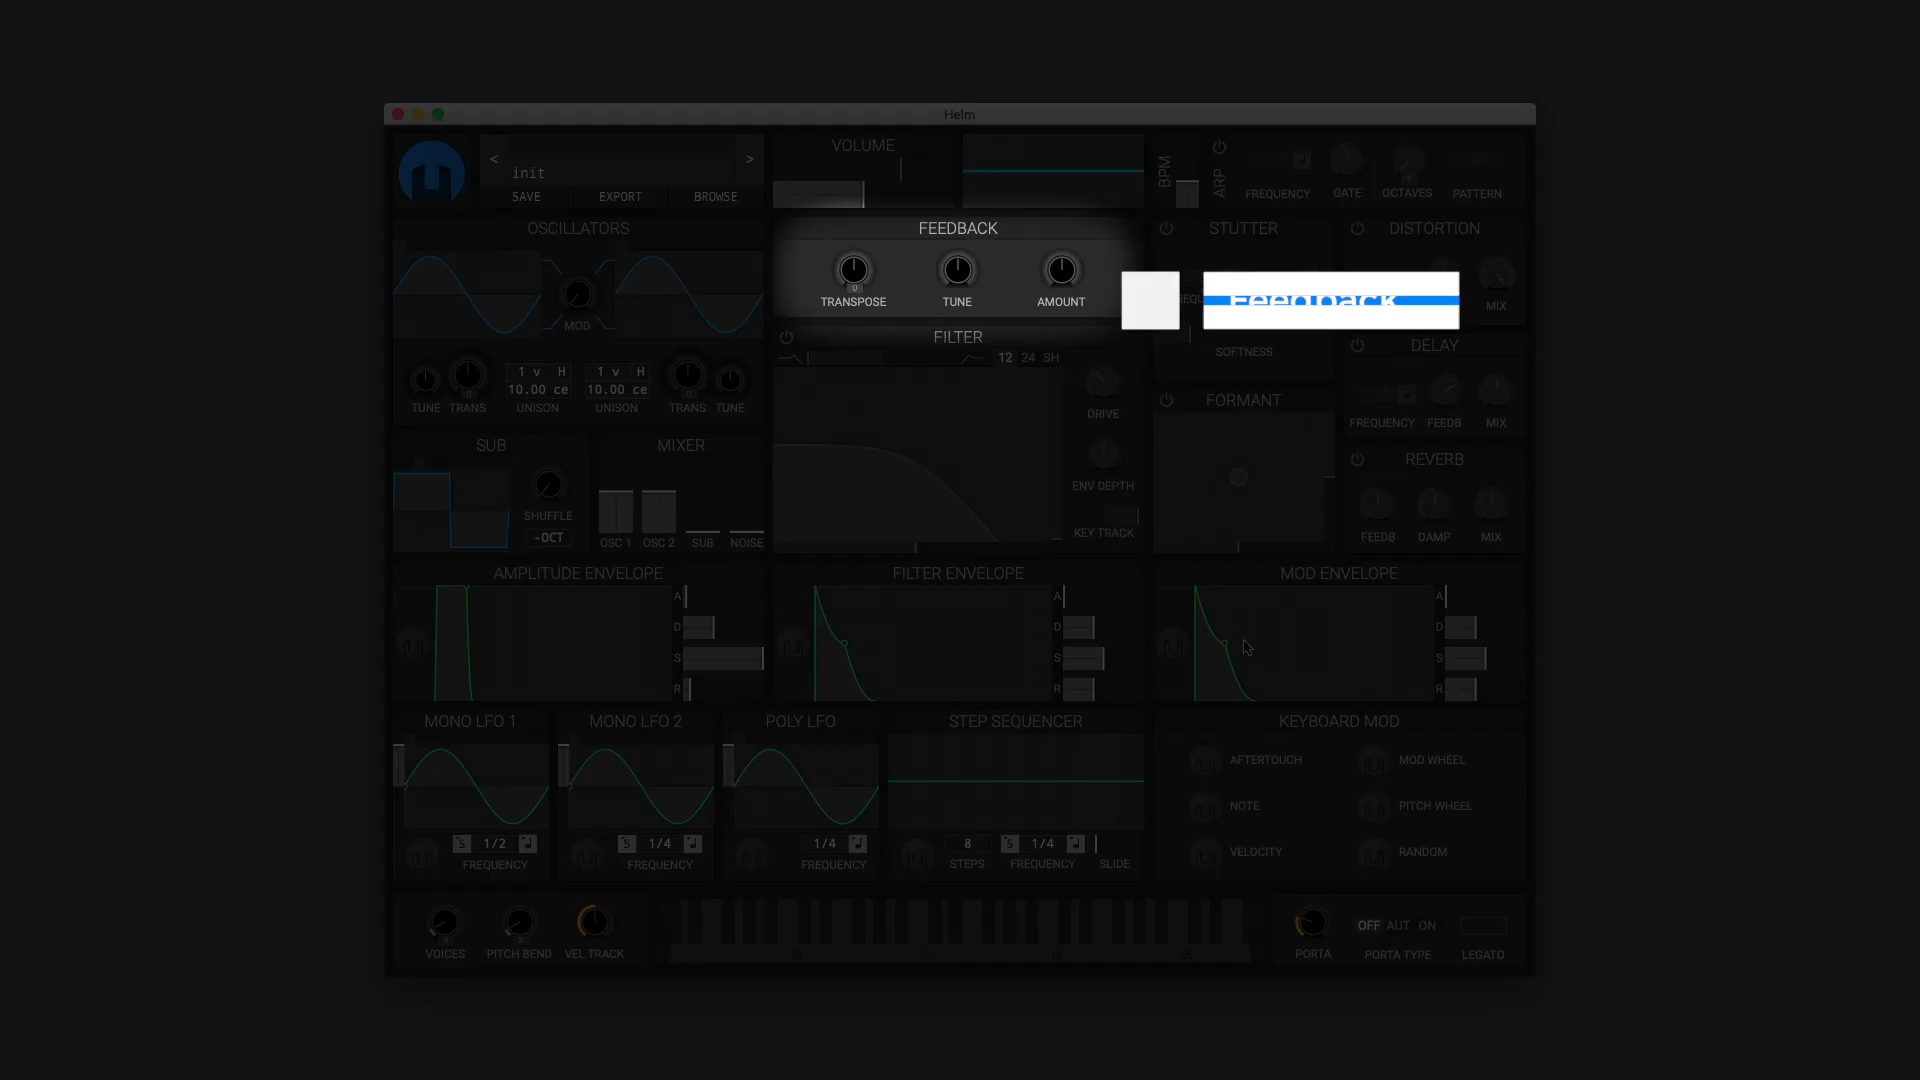 Helm
<
>
init
SAVE EXPORT BROWSE
VOLUME
BPM
ARP
FREQUENCY GATE OCTAVES PATTERN
OSCILLATORS
MOD
1 v H 1 v H
10.00 ce 10.00 ce
TUNE TRANS UNISON UNISON TRANS TUNE
FEEDBACK
0
TRANSPOSE TUNE AMOUNT
Feedback
STUTTER
SOFTNESS
DISTORTION
MIX
FILTER
12 24 SH
DRIVE
ENV DEPTH
KEY TRACK
FORMANT
DELAY
FREQUENCY FEEDB MIX
REVERB
FEEDB DAMP MIX
SUB
SHUFFLE
-OCT
MIXER
OSC 1 OSC 2 SUB NOISE
AMPLITUDE ENVELOPE
A
D
S
R
FILTER ENVELOPE
A
D
S
R
MOD ENVELOPE
A
D
S
R
MONO LFO 1
S 1/2
FREQUENCY
MONO LFO 2
S 1/4
FREQUENCY
POLY LFO
1/4
FREQUENCY
STEP SEQUENCER
8 S 1/4
STEPS FREQUENCY SLIDE
KEYBOARD MOD
AFTERTOUCH MOD WHEEL
NOTE PITCH WHEEL
VELOCITY RANDOM
VOICES PITCH BEND VEL TRACK
PORTA
OFF AUT ON
PORTA TYPE
LEGATO